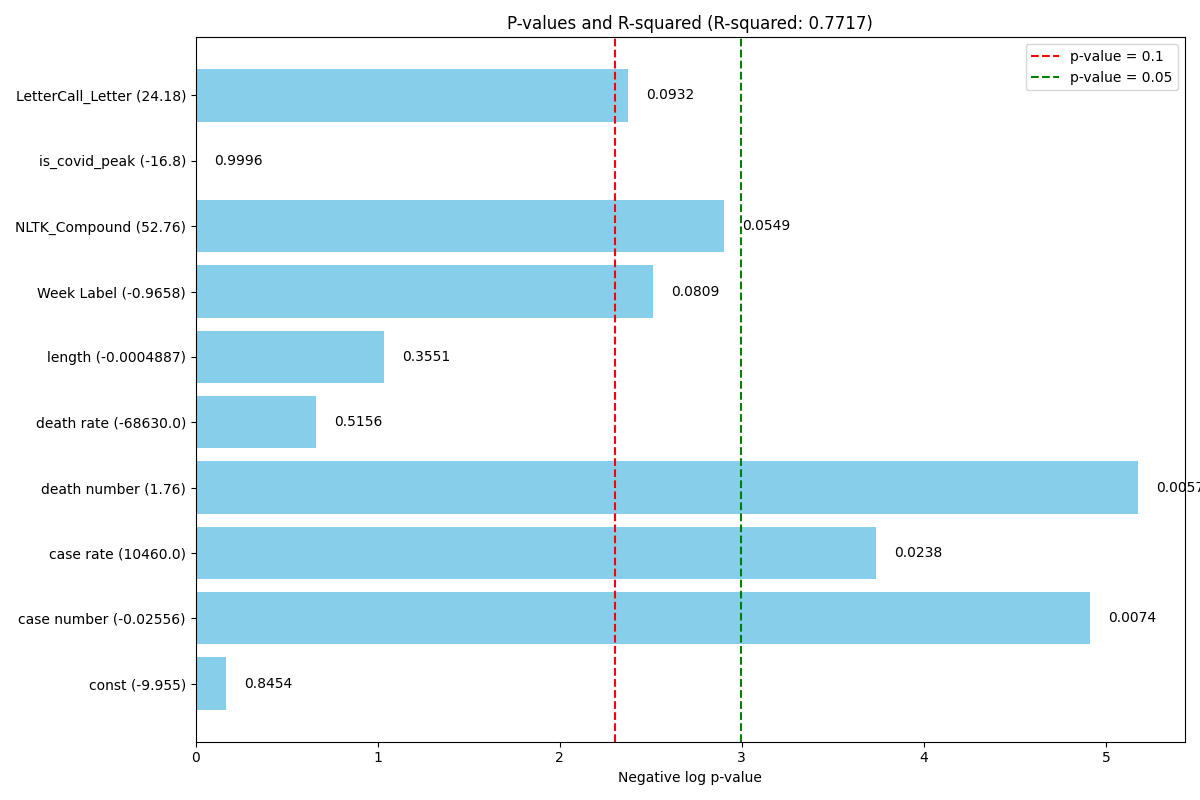 P-values and R-squared (R-squared: 0.7717)
p-value = 0.1
p-value = 0.05
LetterCall_Letter (24.18) 0.0932
is_covid_peak (-16.8) 0.9996
NLTK_Compound (52.76) 0.0549
Week Label (-0.9658) 0.0809
length (-0.0004887) 0.3551
death rate (-68630.0) 0.5156
death number (1.76) 0.0057
case rate (10460.0) 0.0238
case number (-0.02556) 0.0074
const (-9.955) 0.8454
0 1 2 3 4 5
Negative log p-value